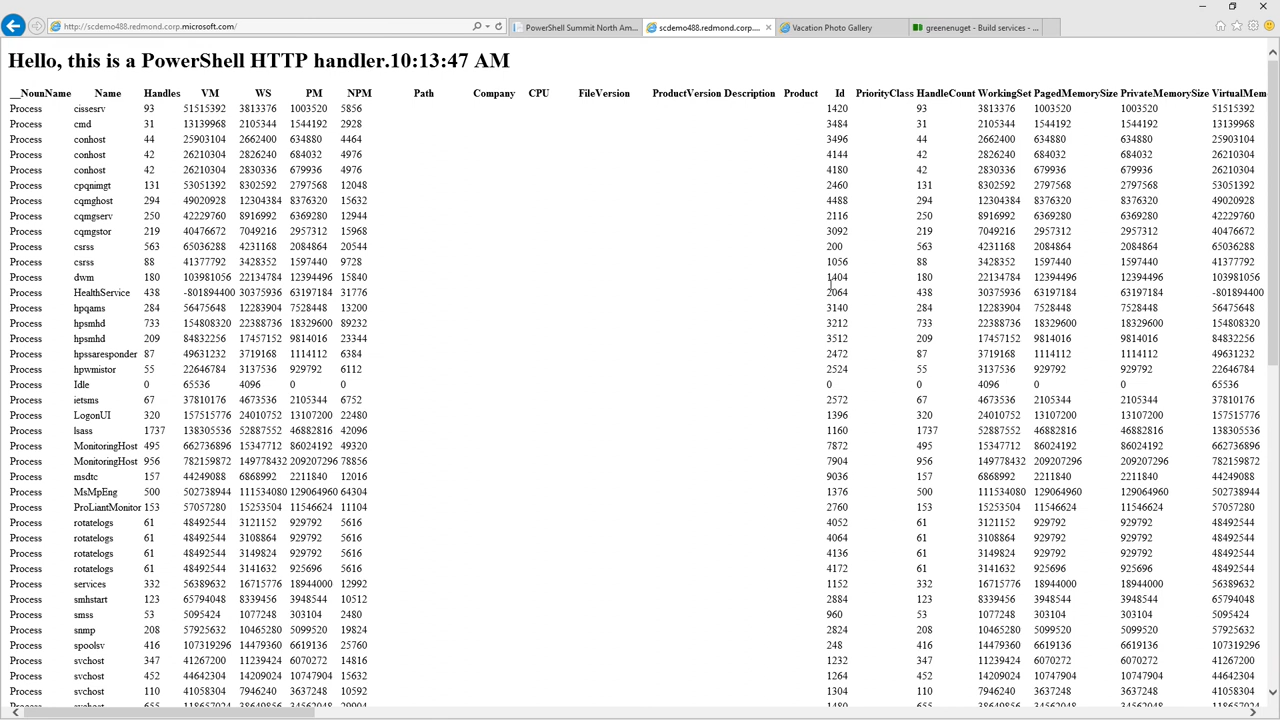 http://scdemo488.redmond.corp.microsoft.com/
PowerShell Summit North Am...
scdemo488.redmond.corp....
Vacation Photo Gallery
greenenuget - Build services - ...
Hello, this is a PowerShell HTTP handler.10:13:47 AM
__NounName Name Handles VM WS PM NPM Path Company CPU FileVersion ProductVersion Description Product Id PriorityClass HandleCount WorkingSet PagedMemorySize PrivateMemorySize VirtualMem
Process cissesrv 93 51515392 3813376 1003520 5856 1420 93 3813376 1003520 1003520 51515392
Process cmd 31 13139968 2105344 1544192 2928 3484 31 2105344 1544192 1544192 13139968
Process conhost 44 25903104 2662400 634880 4464 3496 44 2662400 634880 634880 25903104
Process conhost 42 26210304 2826240 684032 4976 4144 42 2826240 684032 684032 26210304
Process conhost 42 26210304 2830336 679936 4976 4180 42 2830336 679936 679936 26210304
Process cpqnimgt 131 53051392 8302592 2797568 12048 2460 131 8302592 2797568 2797568 53051392
Process cqmghost 294 49020928 12304384 8376320 15632 4488 294 12304384 8376320 8376320 49020928
Process cqmgserv 250 42229760 8916992 6369280 12944 2116 250 8916992 6369280 6369280 42229760
Process cqmgstor 219 40476672 7049216 2957312 15968 3092 219 7049216 2957312 2957312 40476672
Process csrss 563 65036288 4231168 2084864 20544 200 563 4231168 2084864 2084864 65036288
Process csrss 88 41377792 3428352 1597440 9728 1056 88 3428352 1597440 1597440 41377792
Process dwm 180 103981056 22134784 12394496 15840 1404 180 22134784 12394496 12394496 103981056
Process HealthService 438 -801894400 30375936 63197184 31776 2064 438 30375936 63197184 63197184 -801894400
Process hpqams 284 56475648 12283904 7528448 13200 3140 284 12283904 7528448 7528448 56475648
Process hpsmhd 733 154808320 22388736 18329600 89232 3212 733 22388736 18329600 18329600 154808320
Process hpsmhd 209 84832256 17457152 9814016 23344 3512 209 17457152 9814016 9814016 84832256
Process hpssaresponder 87 49631232 3719168 1114112 6384 2472 87 3719168 1114112 1114112 49631232
Process hpwmistor 55 22646784 3137536 929792 6112 2524 55 3137536 929792 929792 22646784
Process Idle 0 65536 4096 0 0 0 0 4096 0 0 65536
Process ietsms 67 37810176 4673536 2105344 6752 2572 67 4673536 2105344 2105344 37810176
Process LogonUI 320 157515776 24010752 13107200 22480 1396 320 24010752 13107200 13107200 157515776
Process lsass 1737 138305536 52887552 46882816 42096 1160 1737 52887552 46882816 46882816 138305536
Process MonitoringHost 495 662736896 15347712 86024192 49320 7872 495 15347712 86024192 86024192 662736896
Process MonitoringHost 956 782159872 149778432 209207296 78856 7904 956 149778432 209207296 209207296 782159872
Process msdtc 157 44249088 6868992 2211840 12016 9036 157 6868992 2211840 2211840 44249088
Process MsMpEng 500 502738944 111534080 129064960 64304 1376 500 111534080 129064960 129064960 502738944
Process ProLiantMonitor 153 57057280 15253504 11546624 11104 2760 153 15253504 11546624 11546624 57057280
Process rotatelogs 61 48492544 3121152 929792 5616 4052 61 3121152 929792 929792 48492544
Process rotatelogs 61 48492544 3108864 929792 5616 4064 61 3108864 929792 929792 48492544
Process rotatelogs 61 48492544 3149824 929792 5616 4136 61 3149824 929792 929792 48492544
Process rotatelogs 61 48492544 3141632 925696 5616 4172 61 3141632 925696 925696 48492544
Process services 332 56389632 16715776 18944000 12992 1152 332 16715776 18944000 18944000 56389632
Process smhstart 123 65794048 8339456 3948544 10512 2884 123 8339456 3948544 3948544 65794048
Process smss 53 5095424 1077248 303104 2480 960 53 1077248 303104 303104 5095424
Process snmp 208 57925632 10465280 5099520 19824 2824 208 10465280 5099520 5099520 57925632
Process spoolsv 416 107319296 14479360 6619136 25760 248 416 14479360 6619136 6619136 107319296
Process svchost 347 41267200 11239424 6070272 14816 1232 347 11239424 6070272 6070272 41267200
Process svchost 452 44642304 14209024 10747904 15632 1264 452 14209024 10747904 10747904 44642304
Process svchost 110 41058304 7946240 3637248 10592 1304 110 7946240 3637248 3637248 41058304